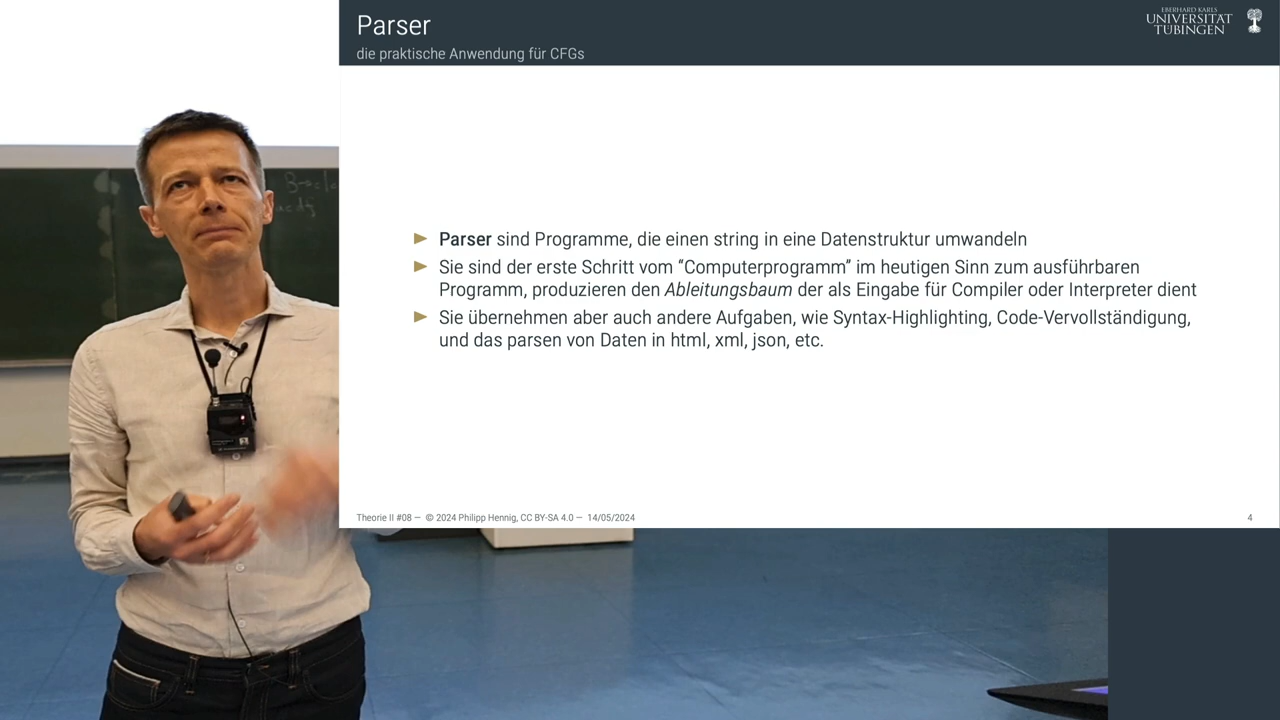 Parser
die praktische Anwendung für CFGs
EBERHARD KARLS
UNIVERSITÄT
TÜBINGEN
Parser sind Programme, die einen string in eine Datenstruktur umwandeln
Sie sind der erste Schritt vom “Computerprogramm” im heutigen Sinn zum ausführbaren
Programm, produzieren den Ableitungsbaum der als Eingabe für Compiler oder Interpreter dient
Sie übernehmen aber auch andere Aufgaben, wie Syntax-Highlighting, Code-Vervollständigung,
und das parsen von Daten in html, xml, json, etc.
Theorie II #08 — © 2024 Philipp Hennig, CC BY-SA 4.0 — 14/05/2024
4